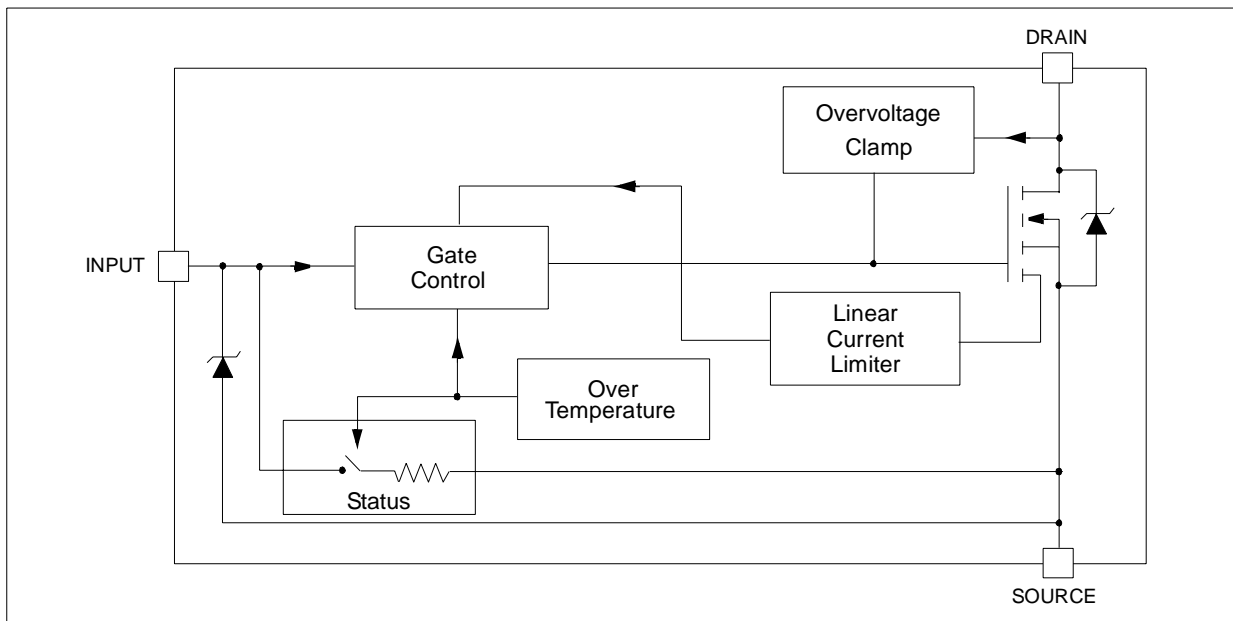 DRAIN
Overvoltage
Clamp
INPUT
Gate
Control
Linear
Current
Limiter
Over
Temperature
Status
SOURCE